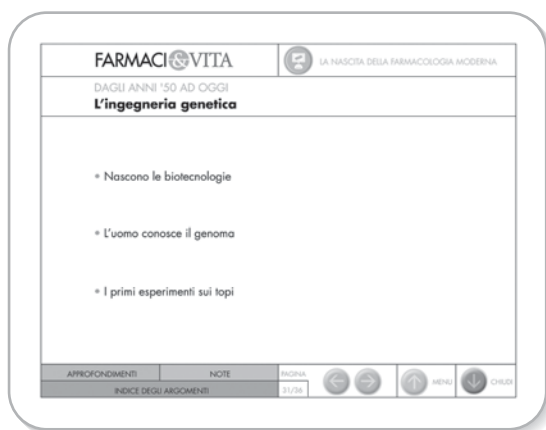 FARMACI&VITA
LA NASCITA DELLA FARMACOLOGIA MODERNA
DAGLI ANNI '50 AD OGGI
L'ingegneria genetica
• Nascono le biotecnologie
• L'uomo conosce il genoma
• I primi esperimenti sui topi
APPROFONDIMENTI NOTE PAGINA
INDICE DEGLI ARGOMENTI 31/36
MENU CHIUDI